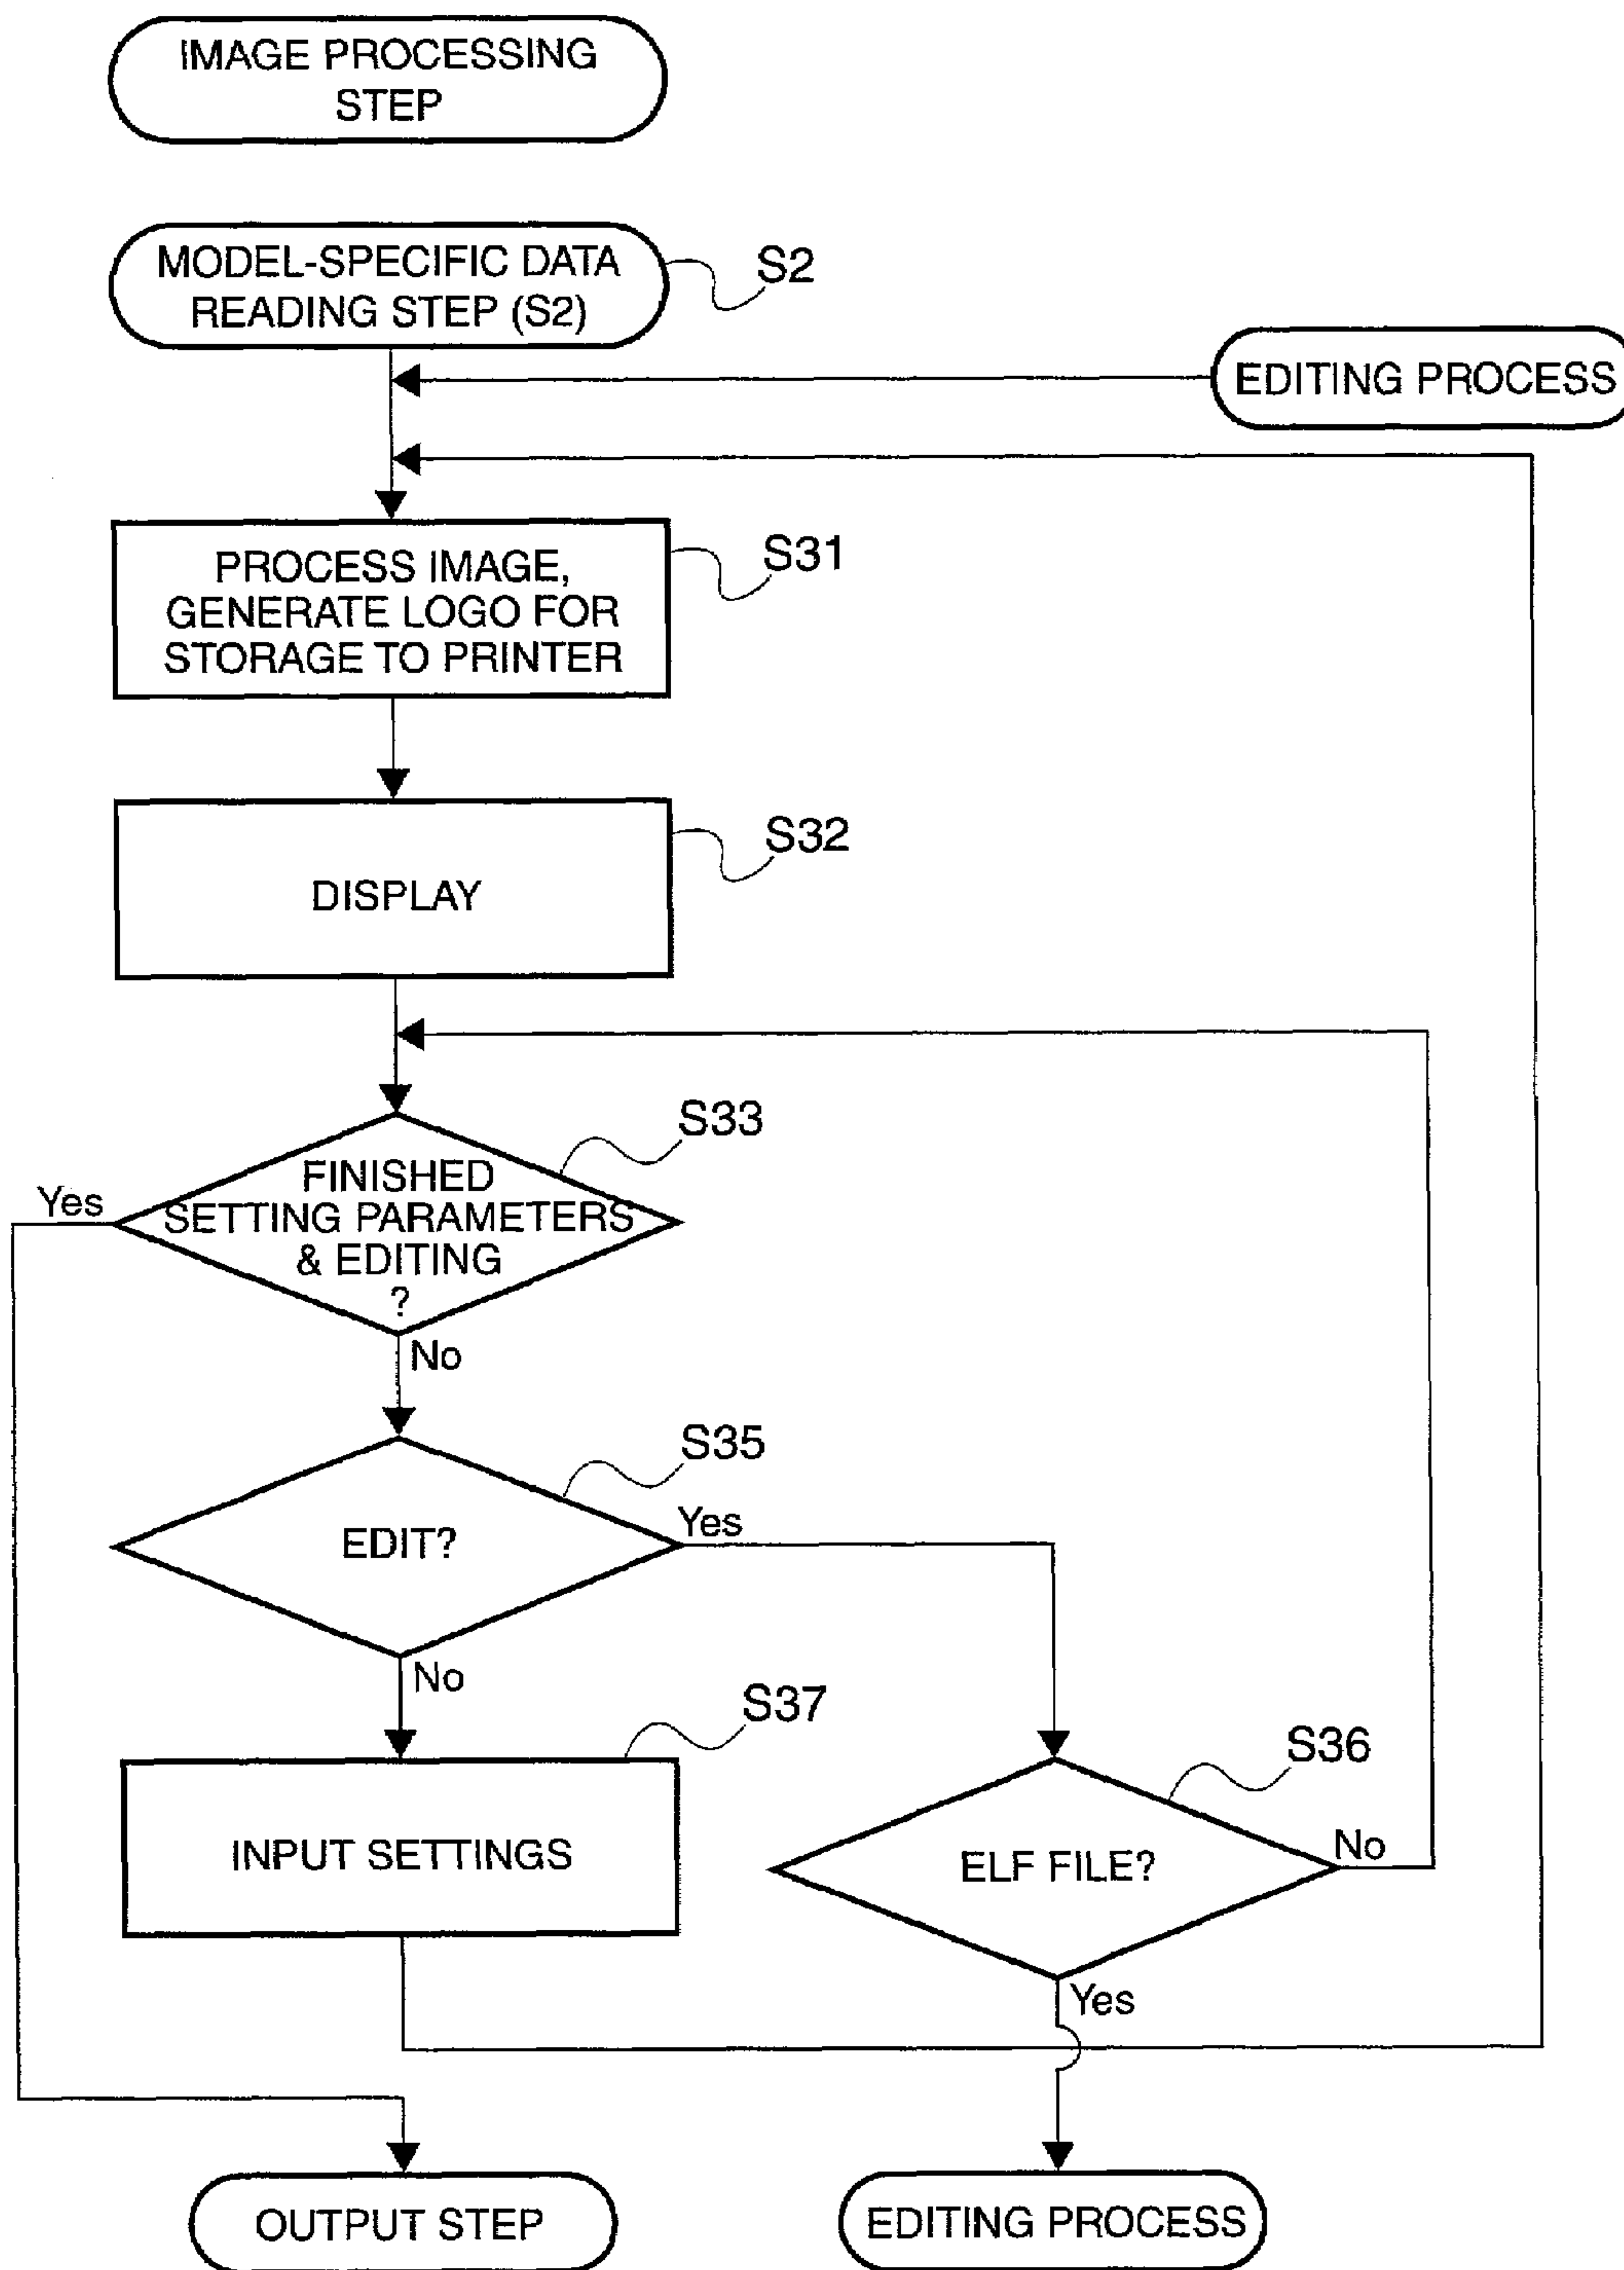 IMAGE PROCESSING
STEP
MODEL-SPECIFIC DATA
READING STEP (S2)
S2
EDITING PROCESS
PROCESS IMAGE,
GENERATE LOGO FOR
STORAGE TO PRINTER
S31
DISPLAY
S32
FINISHED
SETTING PARAMETERS
& EDITING
?
S33
Yes
No
EDIT?
S35
Yes
No
INPUT SETTINGS
S37
ELF FILE?
S36
No
Yes
OUTPUT STEP
EDITING PROCESS